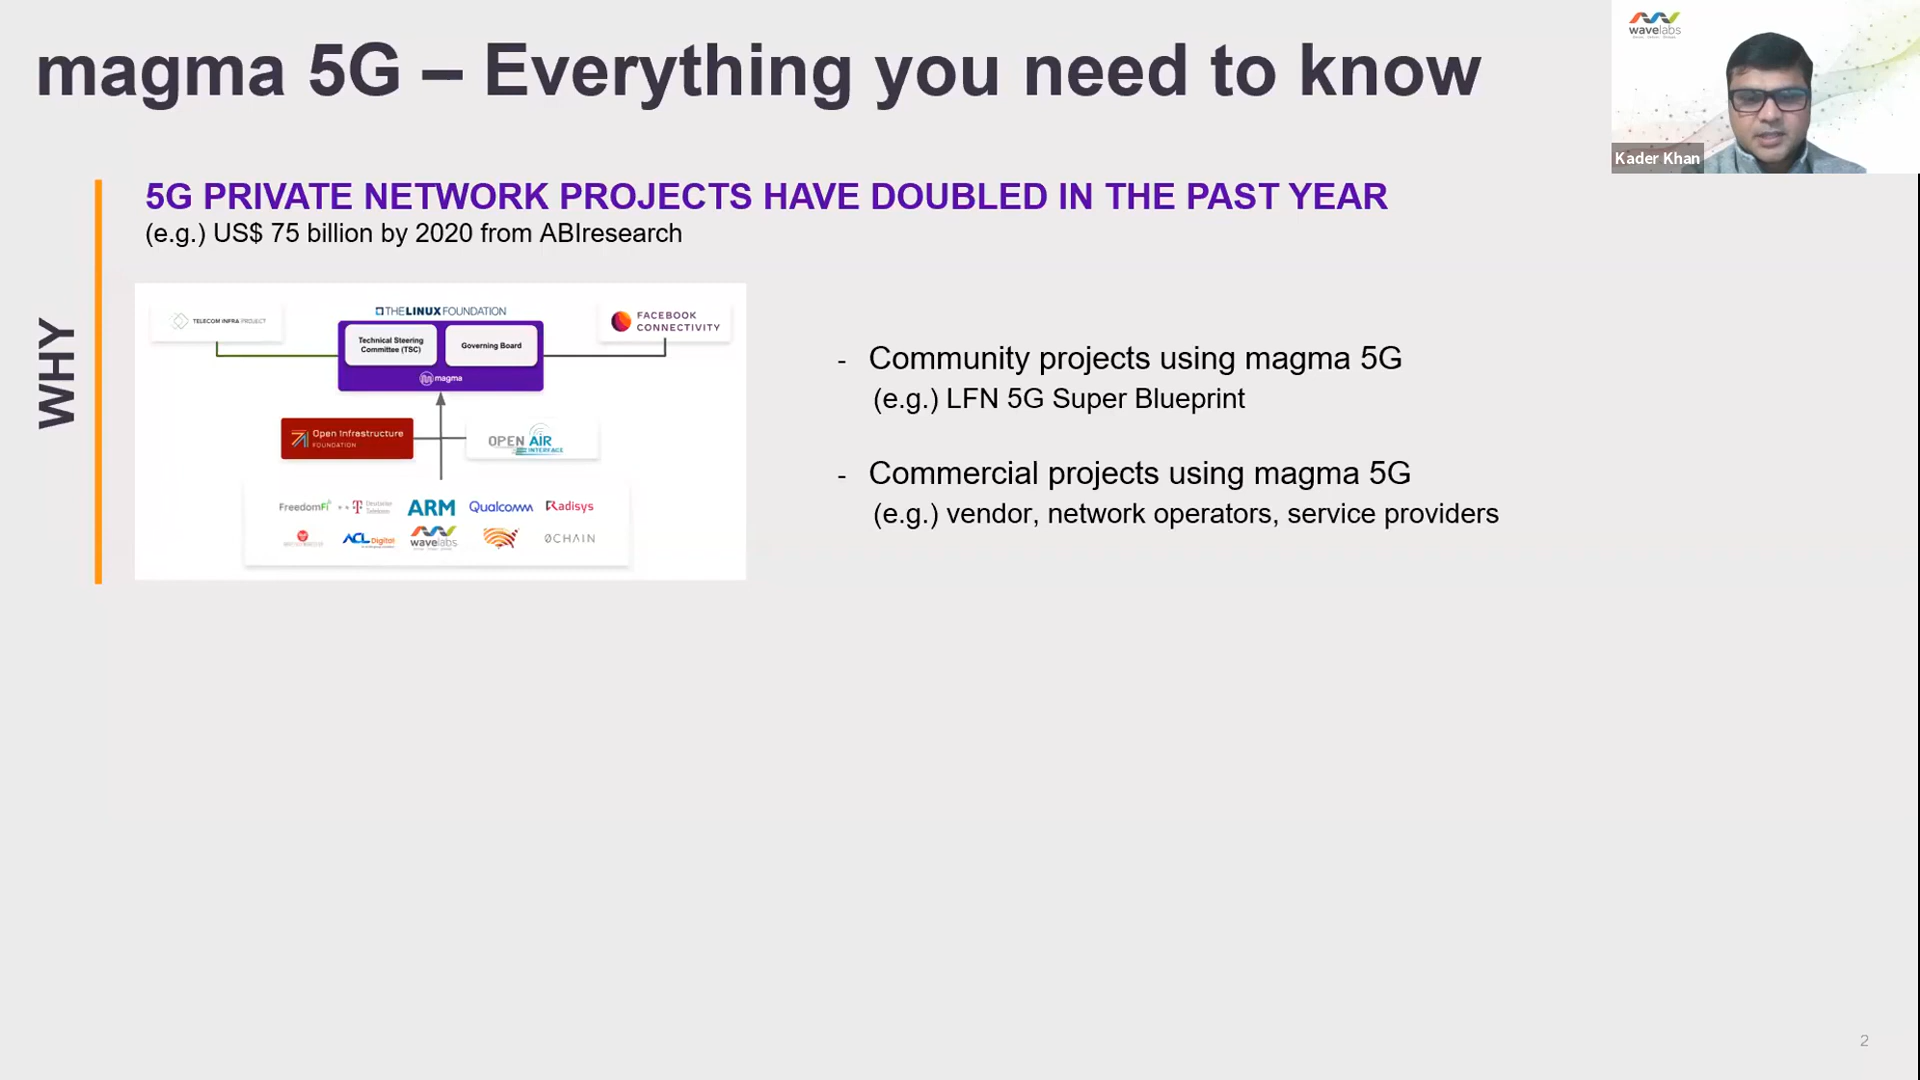 magma 5G – Everything you need to know
wavelabs
Kader Khan
5G PRIVATE NETWORK PROJECTS HAVE DOUBLED IN THE PAST YEAR
(e.g.) US$ 75 billion by 2020 from ABIresearch
WHY
TELECOM INFRA PROJECT
THE LINUX FOUNDATION
FACEBOOK
CONNECTIVITY
Technical Steering
Committee (TSC)
Governing Board
magma
Open Infrastructure
FOUNDATION
OPEN AIR
INTERFACE
FreedomFi
Deutsche
Telekom
ARM
Qualcomm
Radisys
ACL Digital
wavelabs
0CHAIN
- Community projects using magma 5G
(e.g.) LFN 5G Super Blueprint
- Commercial projects using magma 5G
(e.g.) vendor, network operators, service providers
2